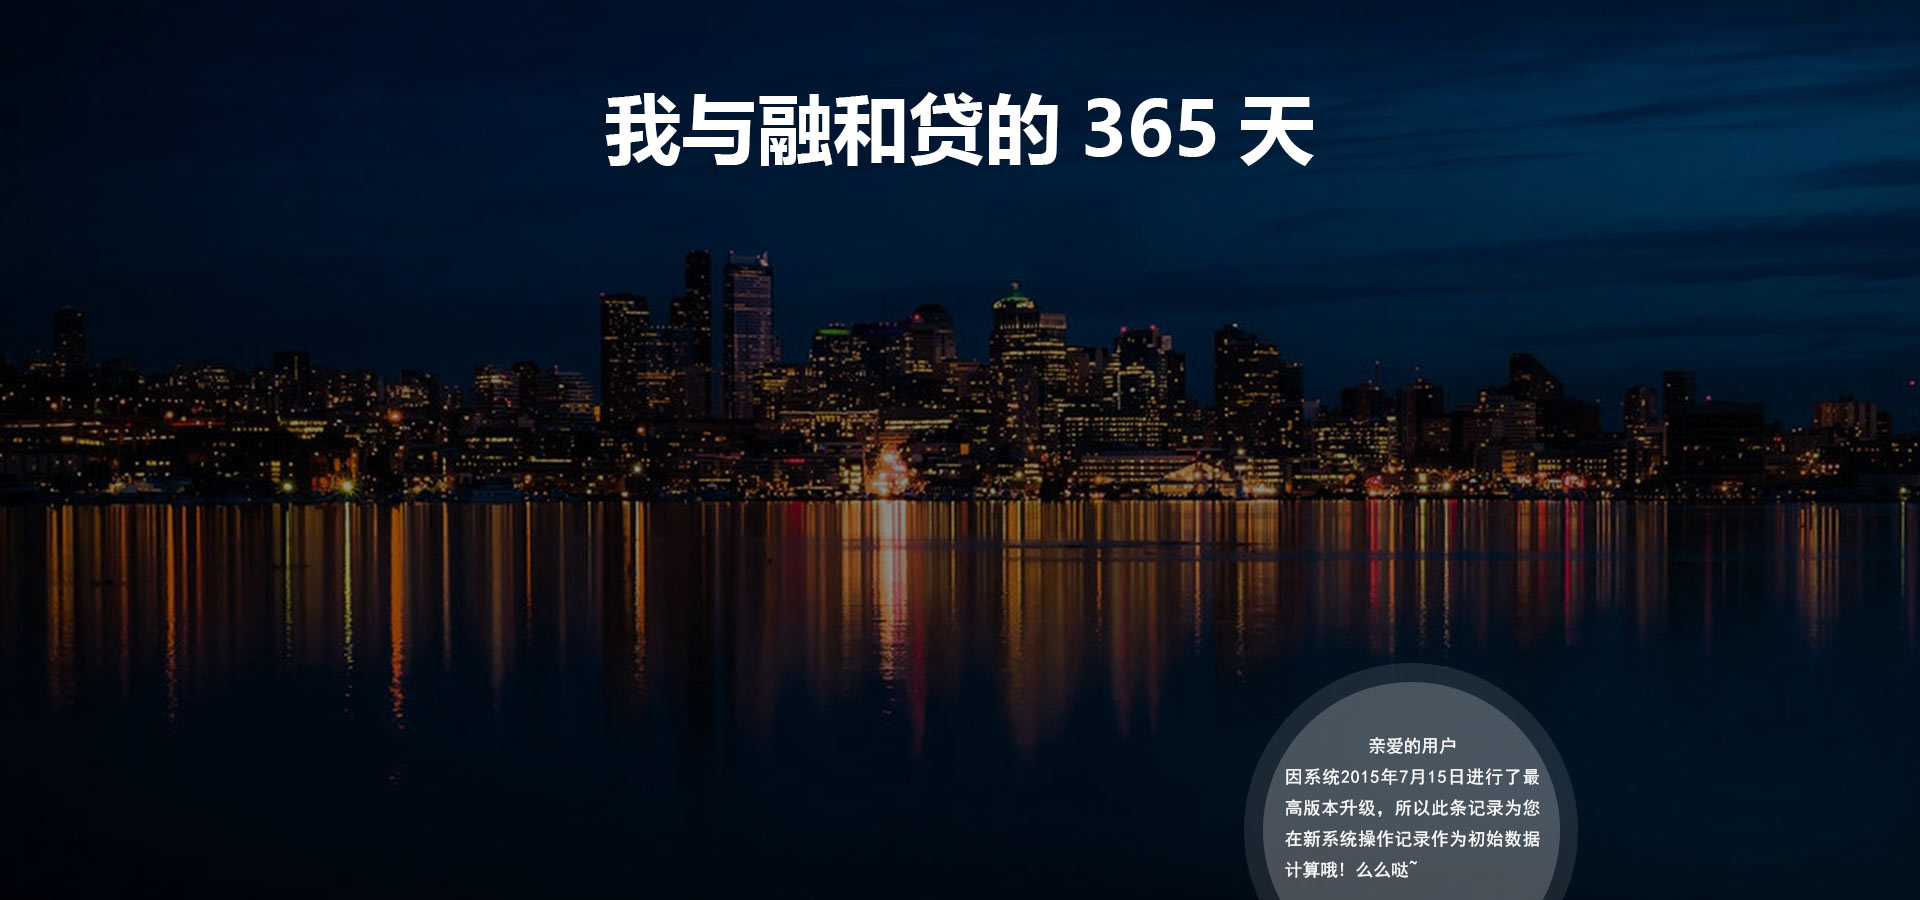 我与融和贷的 365 天
亲爱的用户
因系统2015年7月15日进行了最
高版本升级，所以此条记录为您
在新系统操作记录作为初始数据
计算哦！么么哒~